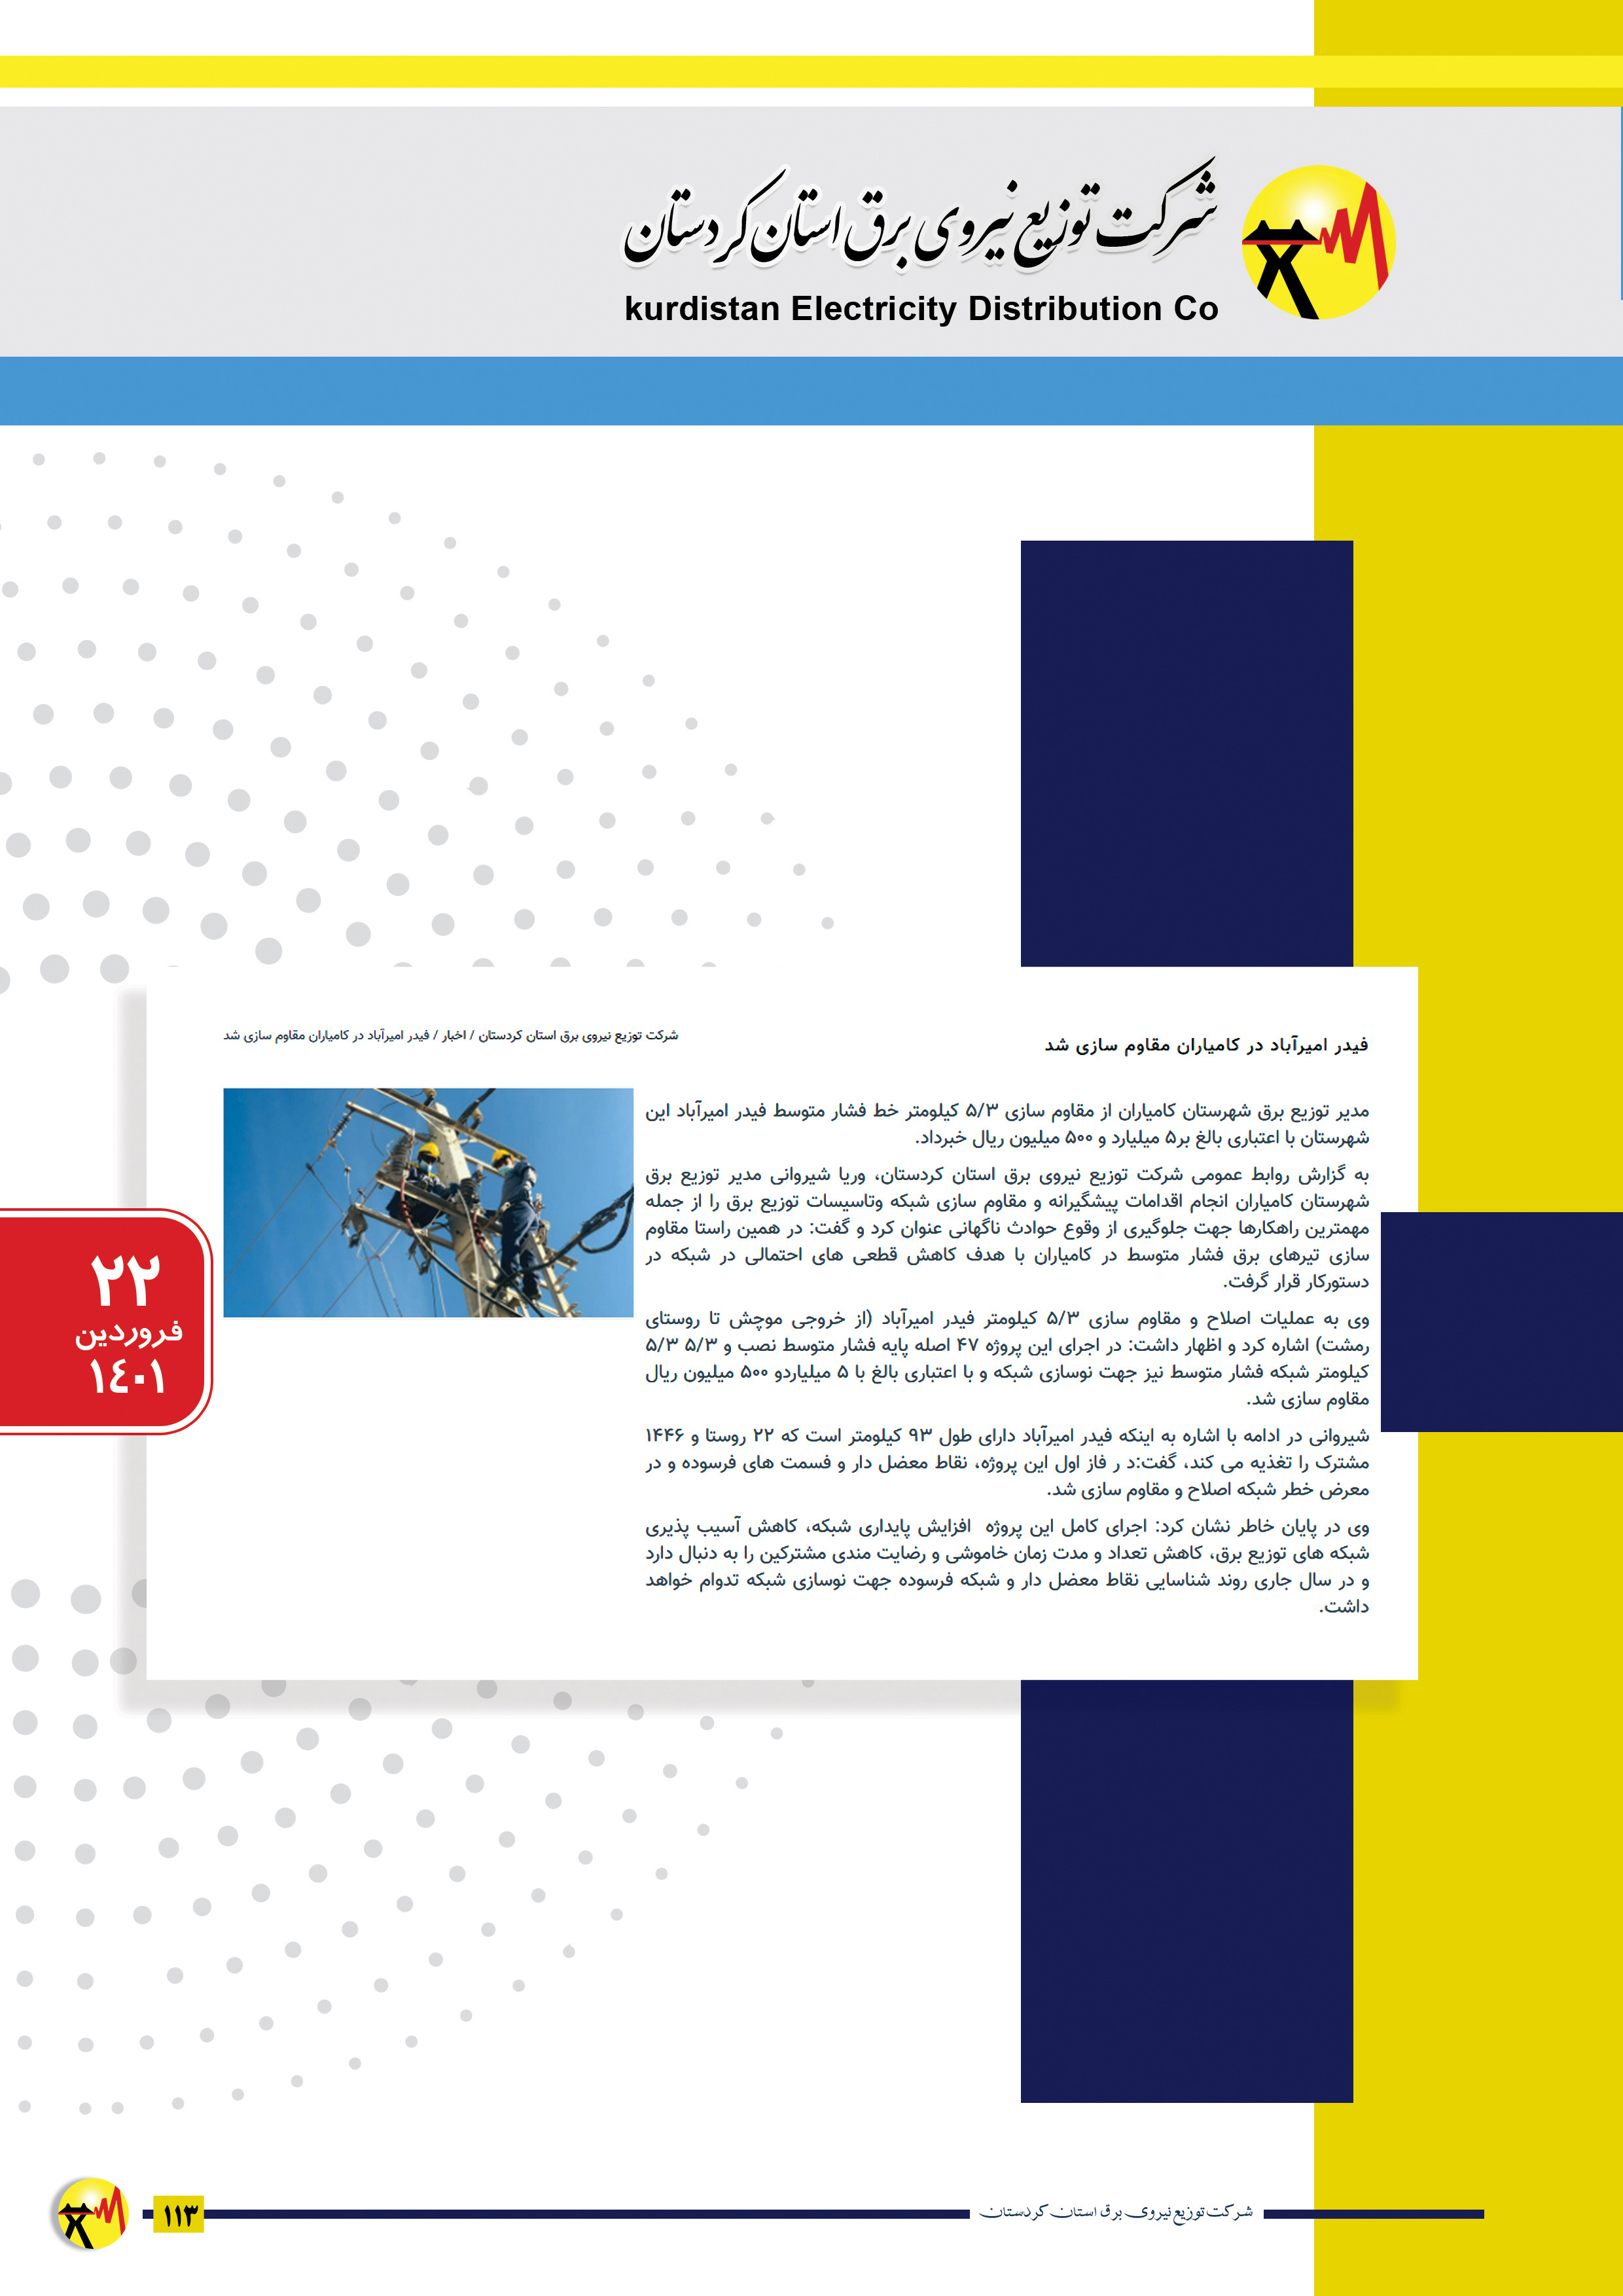 شرکت توزیع نیروی برق استان کردستان
kurdistan Electricity Distribution Co
فیدر امیرآباد در کامیاران مقاوم سازی شد
شرکت توزیع نیروی برق استان کردستان / اخبار / فیدر امیرآباد در کامیاران مقاوم سازی شد
مدیر توزیع برق شهرستان کامیاران از مقاوم سازی ۵/۳ کیلومتر خط فشار متوسط فیدر امیرآباد این
شهرستان با اعتباری بالغ بر۵ میلیارد و ۵۰۰ میلیون ریال خبرداد.
به گزارش روابط عمومی شرکت توزیع نیروی برق استان کردستان، وریا شیروانی مدیر توزیع برق
شهرستان کامیاران انجام اقدامات پیشگیرانه و مقاوم سازی شبکه وتاسیسات توزیع برق را از جمله
مهمترین راهکارها جهت جلوگیری از وقوع حوادث ناگهانی عنوان کرد و گفت: در همین راستا مقاوم
سازی تیرهای برق فشار متوسط در کامیاران با هدف کاهش قطعی های احتمالی در شبکه در
دستورکار قرار گرفت.
وی به عملیات اصلاح و مقاوم سازی ۵/۳ کیلومتر فیدر امیرآباد (از خروجی موچش تا روستای
رمشت) اشاره کرد و اظهار داشت: در اجرای این پروژه ۴۷ اصله پایه فشار متوسط نصب و ۵/۳ ۵/۳
کیلومتر شبکه فشار متوسط نیز جهت نوسازی شبکه و با اعتباری بالغ با ۵ میلیاردو ۵۰۰ میلیون ریال
مقاوم سازی شد.
شیروانی در ادامه با اشاره به اینکه فیدر امیرآباد دارای طول ۹۳ کیلومتر است که ۲۲ روستا و ۱۴۴۶
مشترک را تغذیه می کند، گفت:د ر فاز اول این پروژه، نقاط معضل دار و قسمت های فرسوده و در
معرض خطر شبکه اصلاح و مقاوم سازی شد.
وی در پایان خاطر نشان کرد: اجرای کامل این پروژه  افزایش پایداری شبکه، کاهش آسیب پذیری
شبکه های توزیع برق، کاهش تعداد و مدت زمان خاموشی و رضایت مندی مشترکین را به دنبال دارد
و در سال جاری روند شناسایی نقاط معضل دار و شبکه فرسوده جهت نوسازی شبکه تدوام خواهد
داشت.
۲۲
فروردین
١٤٠١
شرکت توزیع نیروی برق استان کردستان
۱۱۳